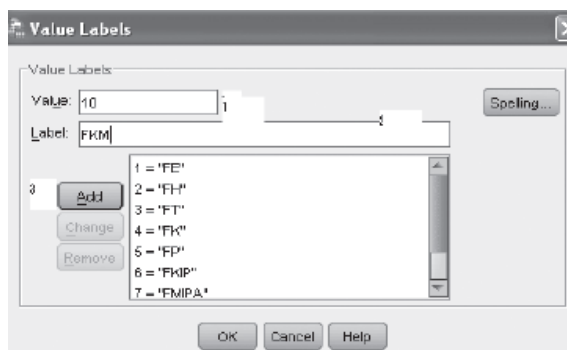 Value Labels
Value Labels
Value: 10
1
Spelling...
2
Label: FKM
3
Add
Change
Remove
1 = "FE"
2 = "FH"
3 = "FT"
4 = "FK"
5 = "FP"
6 = "FKIP"
7 = "FMIPA"
OK
Cancel
Help